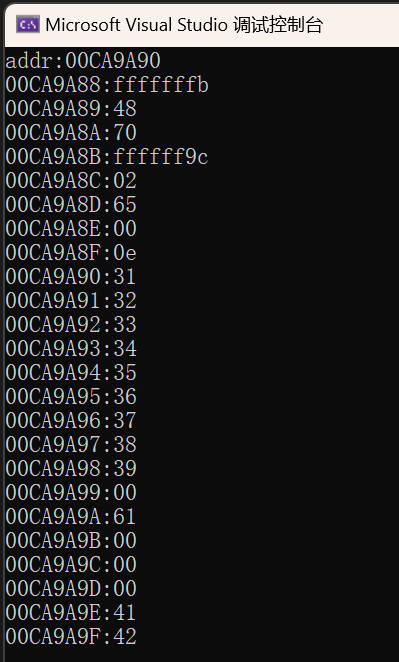 Microsoft Visual Studio 调试控制台
addr:00CA9A90
00CA9A88:fffffffb
00CA9A89:48
00CA9A8A:70
00CA9A8B:ffffff9c
00CA9A8C:02
00CA9A8D:65
00CA9A8E:00
00CA9A8F:0e
00CA9A90:31
00CA9A91:32
00CA9A92:33
00CA9A93:34
00CA9A94:35
00CA9A95:36
00CA9A96:37
00CA9A97:38
00CA9A98:39
00CA9A99:00
00CA9A9A:61
00CA9A9B:00
00CA9A9C:00
00CA9A9D:00
00CA9A9E:41
00CA9A9F:42